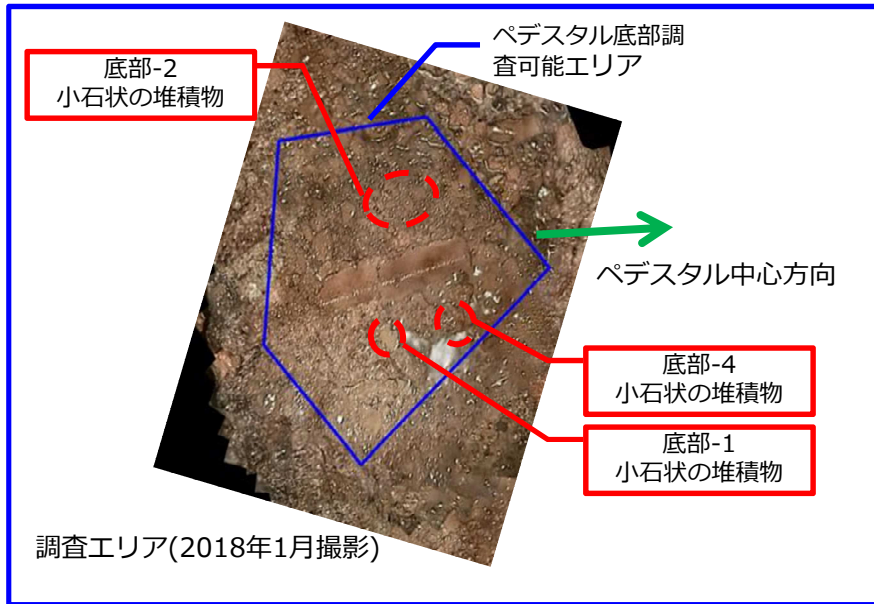 ペデスタル底部調
査可能エリア
底部-2
小石状の堆積物
ペデスタル中心方向
底部-4
小石状の堆積物
底部-1
小石状の堆積物
調査エリア(2018年1月撮影)